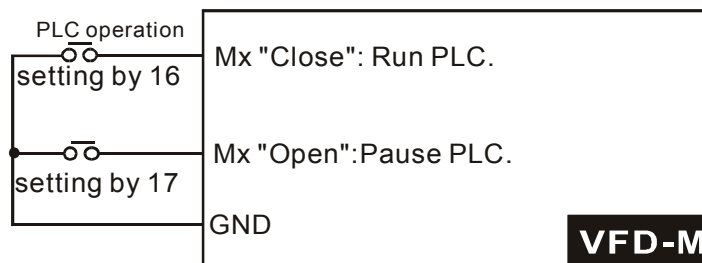 PLC operation
setting by 16
Mx "Close": Run PLC.
setting by 17
Mx "Open":Pause PLC.
GND
VFD-M